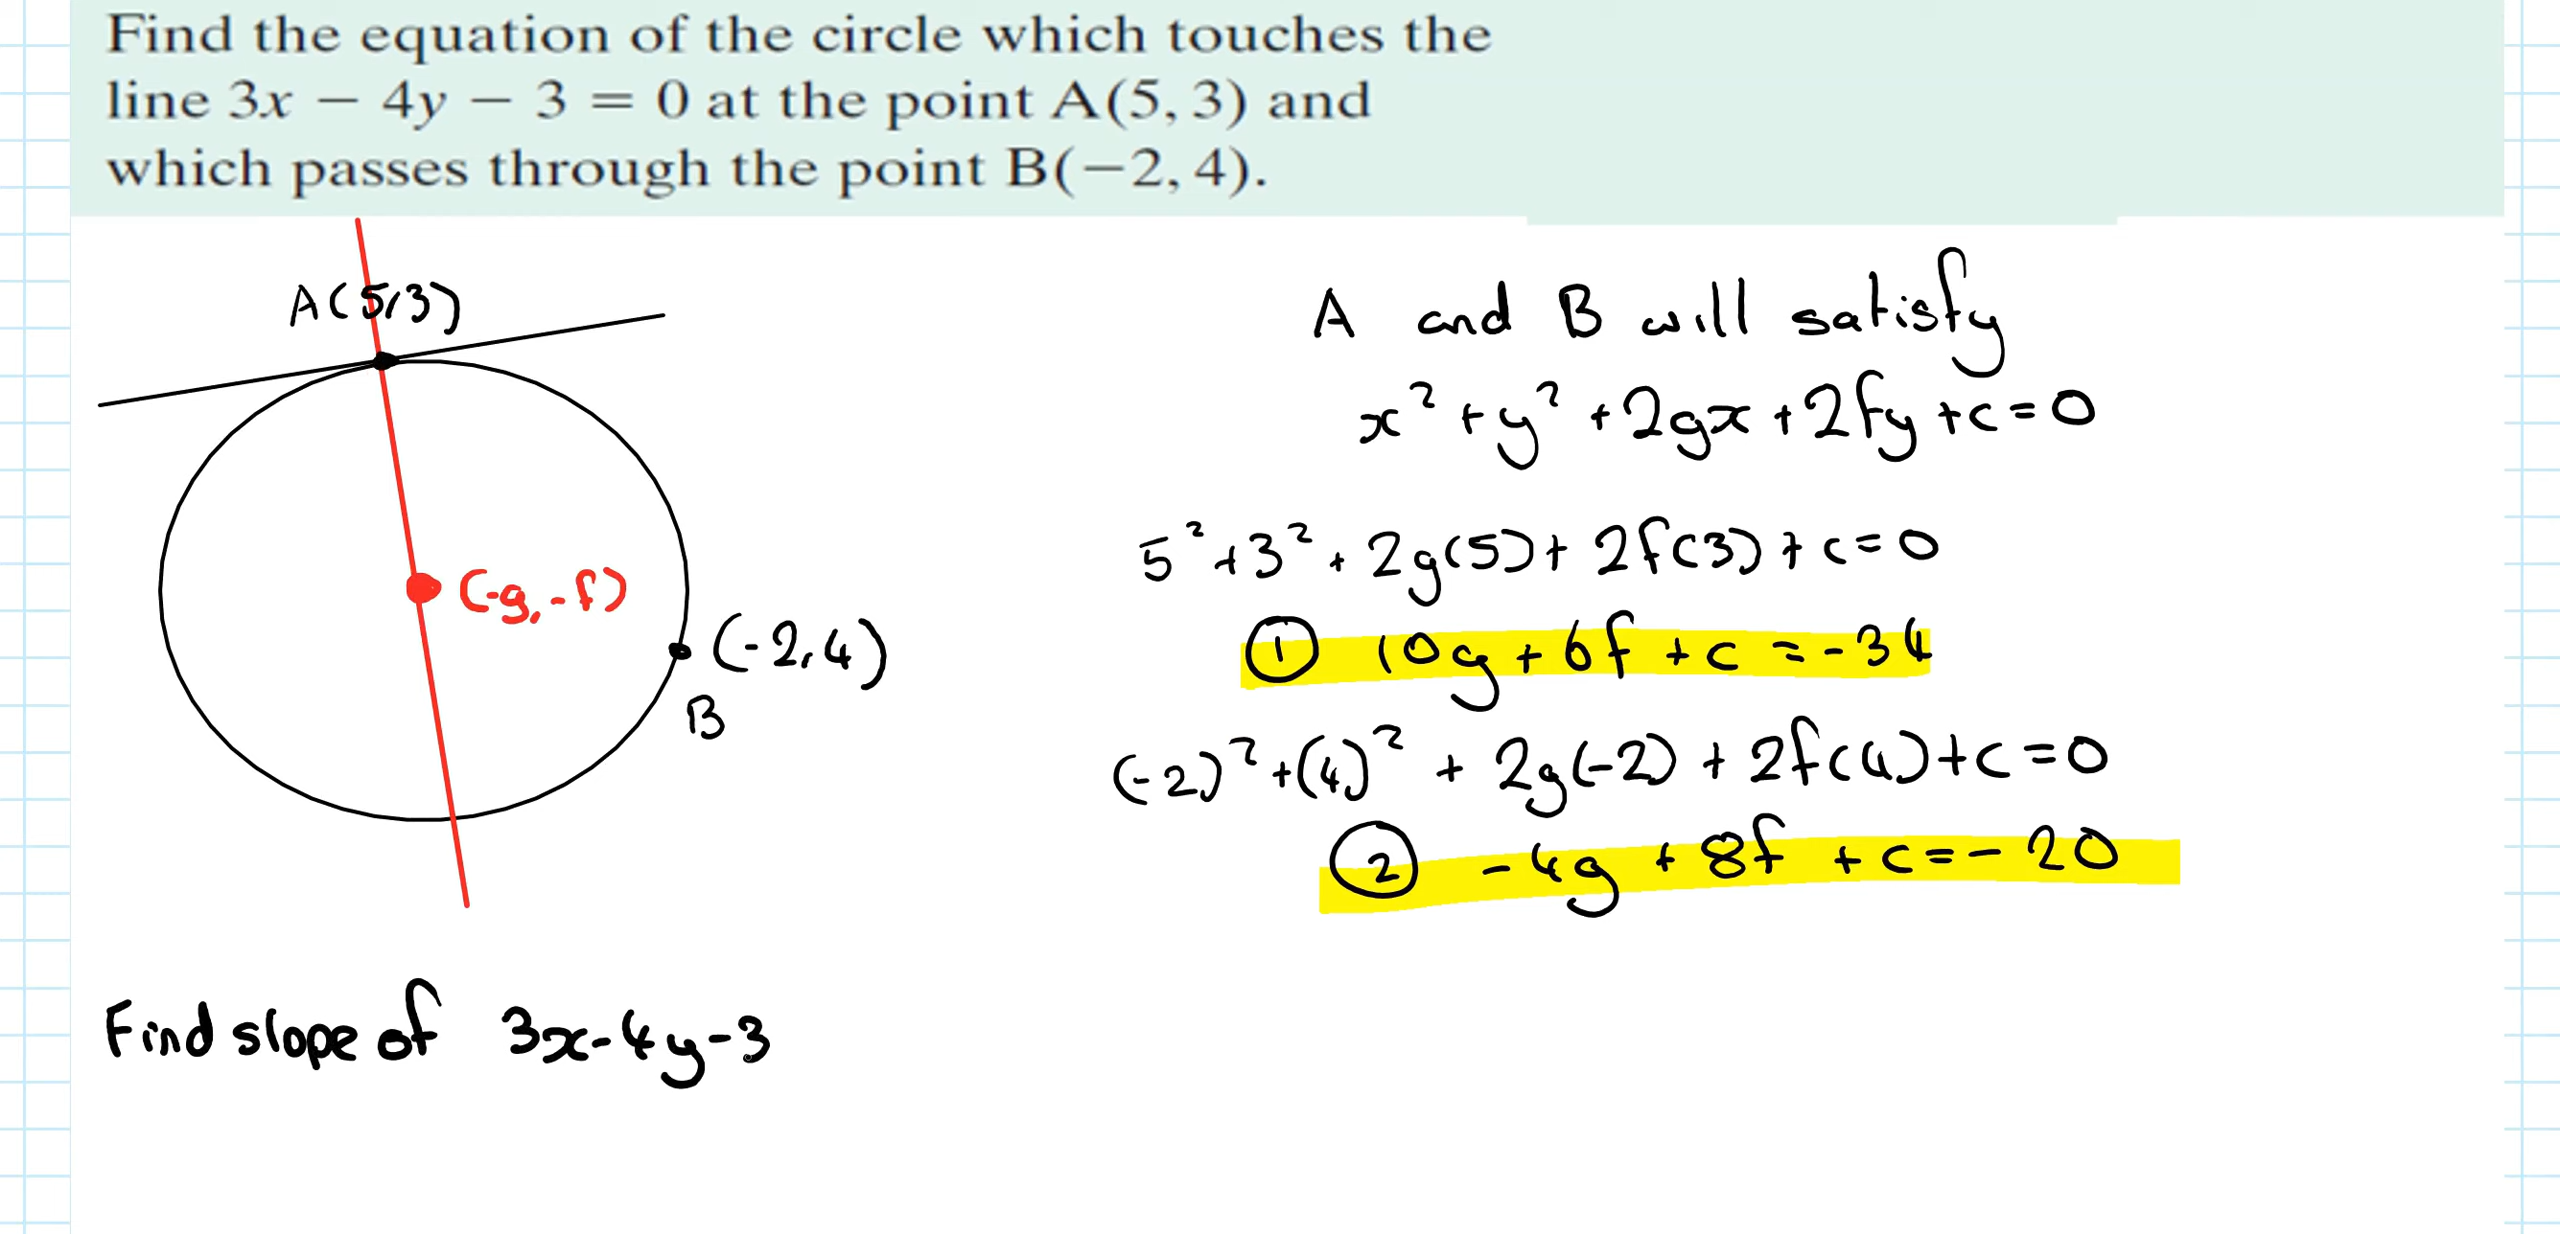 Find the equation of the circle which touches the
line 3x − 4y − 3 = 0 at the point A(5, 3) and
which passes through the point B(−2, 4).
A(5,3)
(-g,-f)
(-2,4)
B
Find slope of 3x-4y-3
A and B will satisfy
x² + y² + 2gx + 2fy + c = 0
5² + 3² + 2g(5) + 2f(3) + c = 0
① 10g + 6f + c = -34
(-2)² + (4)² + 2g(-2) + 2f(4) + c = 0
② -4g + 8f + c = -20